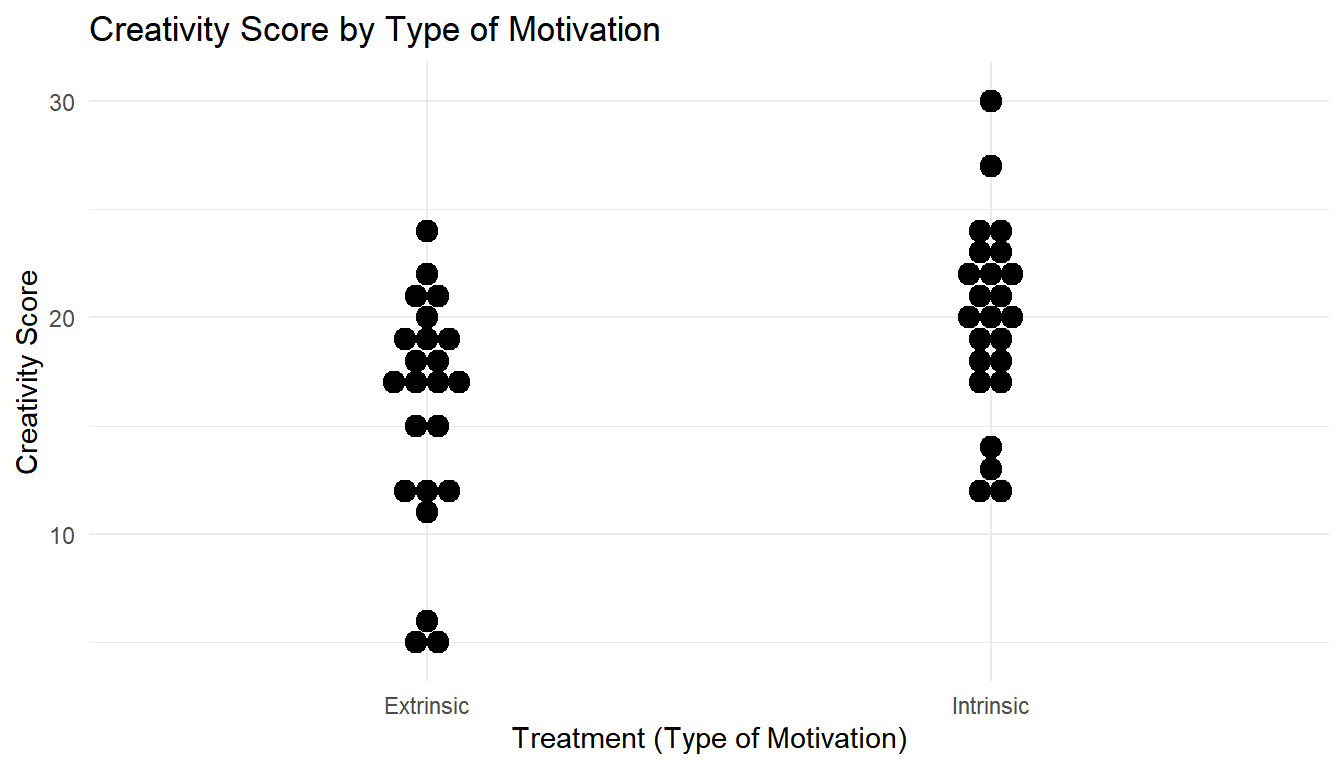 Creativity Score by Type of Motivation
30
20
10
Creativity Score
Extrinsic
Intrinsic
Treatment (Type of Motivation)